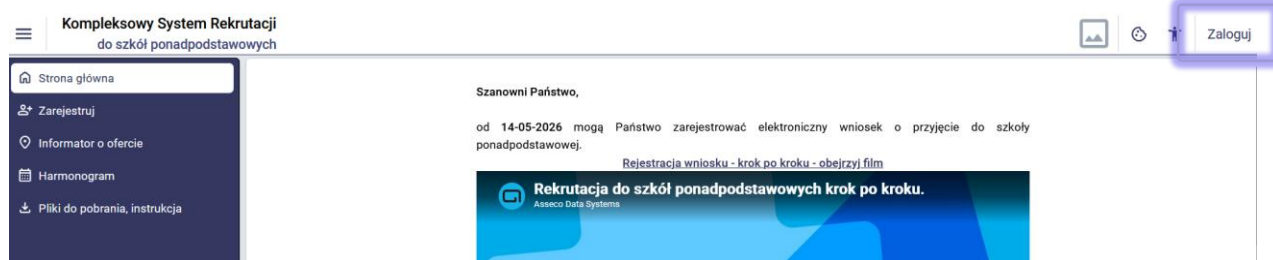 Kompleksowy System Rekrutacji
do szkół ponadpodstawowych
Zaloguj
Strona główna
Zarejestruj
Informator o ofercie
Harmonogram
Pliki do pobrania, instrukcja
Szanowni Państwo,
od 14-05-2026 mogą Państwo zarejestrować elektroniczny wniosek o przyjęcie do szkoły
ponadpodstawowej.
Rejestracja wniosku - krok po kroku - obejrzyj film
Rekrutacja do szkół ponadpodstawowych krok po kroku.
Asseco Data Systems